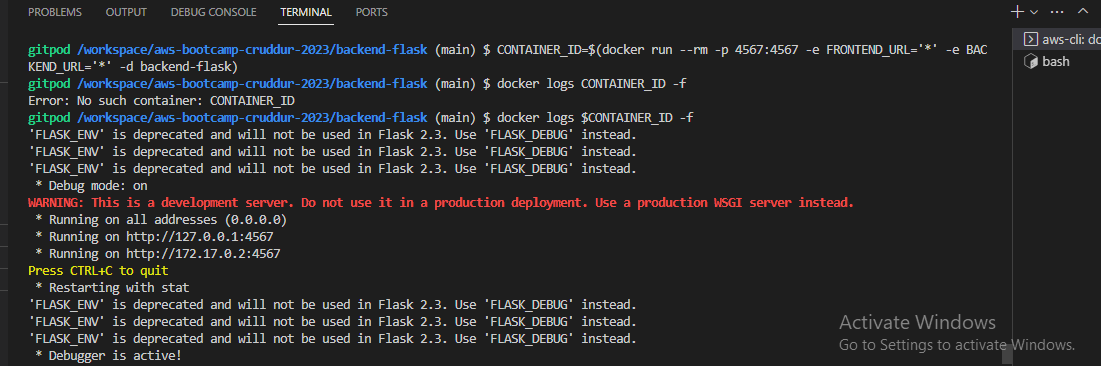 PROBLEMS OUTPUT DEBUG CONSOLE TERMINAL PORTS
gitpod /workspace/aws-bootcamp-cruddur-2023/backend-flask (main) $ CONTAINER_ID=$(docker run --rm -p 4567:4567 -e FRONTEND_URL='*' -e BAC
KEND_URL='*' -d backend-flask)
gitpod /workspace/aws-bootcamp-cruddur-2023/backend-flask (main) $ docker logs CONTAINER_ID -f
Error: No such container: CONTAINER_ID
gitpod /workspace/aws-bootcamp-cruddur-2023/backend-flask (main) $ docker logs $CONTAINER_ID -f
'FLASK_ENV' is deprecated and will not be used in Flask 2.3. Use 'FLASK_DEBUG' instead.
'FLASK_ENV' is deprecated and will not be used in Flask 2.3. Use 'FLASK_DEBUG' instead.
'FLASK_ENV' is deprecated and will not be used in Flask 2.3. Use 'FLASK_DEBUG' instead.
* Debug mode: on
WARNING: This is a development server. Do not use it in a production deployment. Use a production WSGI server instead.
* Running on all addresses (0.0.0.0)
* Running on http://127.0.0.1:4567
* Running on http://172.17.0.2:4567
Press CTRL+C to quit
* Restarting with stat
'FLASK_ENV' is deprecated and will not be used in Flask 2.3. Use 'FLASK_DEBUG' instead.
'FLASK_ENV' is deprecated and will not be used in Flask 2.3. Use 'FLASK_DEBUG' instead.
'FLASK_ENV' is deprecated and will not be used in Flask 2.3. Use 'FLASK_DEBUG' instead.
* Debugger is active!
aws-cli: do
bash
Activate Windows
Go to Settings to activate Windows.